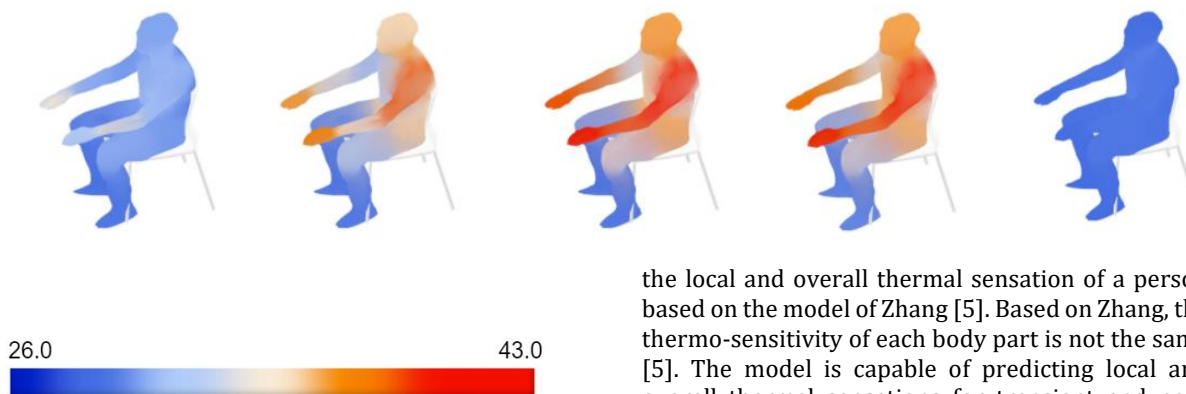 26.0 43.0
the local and overall thermal sensation of a perso
based on the model of Zhang [5]. Based on Zhang, th
thermo-sensitivity of each body part is not the sam
[5]. The model is capable of predicting local an